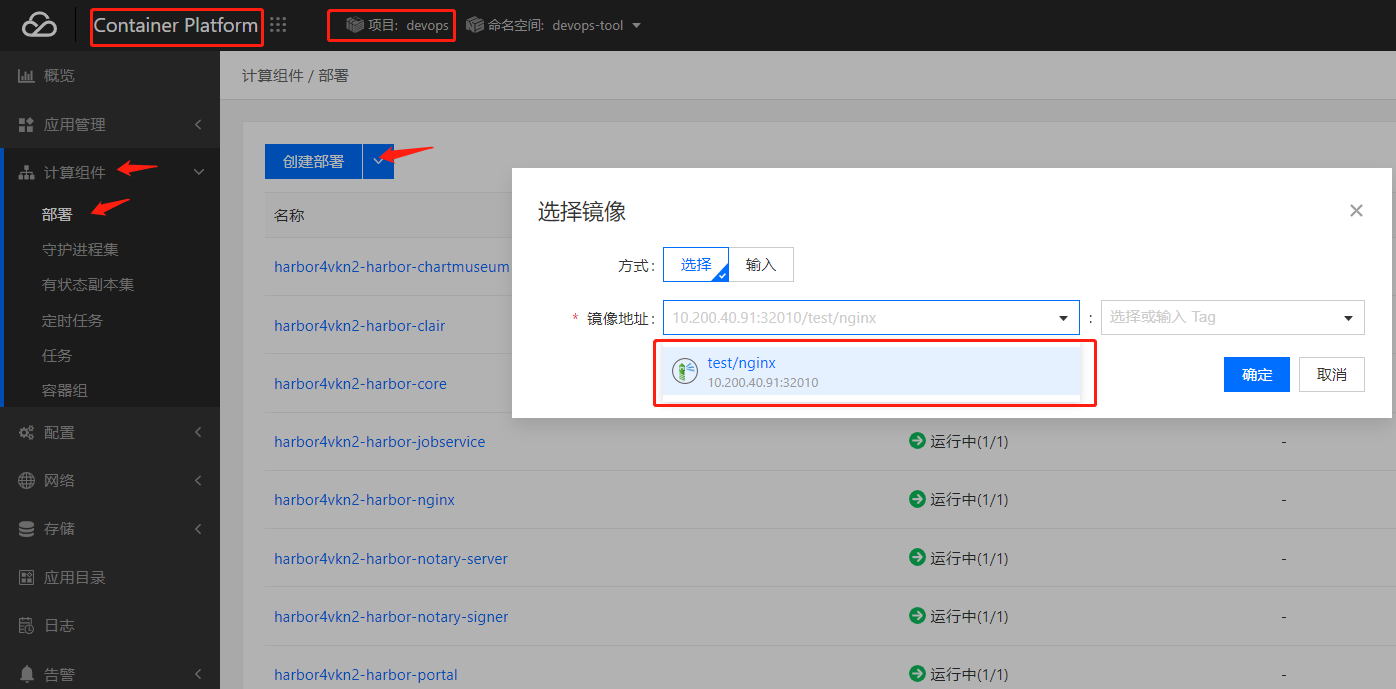 Container Platform
项目: devops
命名空间: devops-tool
概览
应用管理
计算组件
部署
守护进程集
有状态副本集
定时任务
任务
容器组
配置
网络
存储
应用目录
日志
告警
计算组件 / 部署
创建部署
名称
harbor4vkn2-harbor-chartmuseum
harbor4vkn2-harbor-clair
harbor4vkn2-harbor-core
harbor4vkn2-harbor-jobservice 运行中(1/1) -
harbor4vkn2-harbor-nginx 运行中(1/1) -
harbor4vkn2-harbor-notary-server 运行中(1/1) -
harbor4vkn2-harbor-notary-signer 运行中(1/1) -
harbor4vkn2-harbor-portal 运行中(1/1) -
选择镜像
方式: 选择 输入
* 镜像地址: 10.200.40.91:32010/test/nginx : 选择或输入 Tag
test/nginx
10.200.40.91:32010
确定 取消